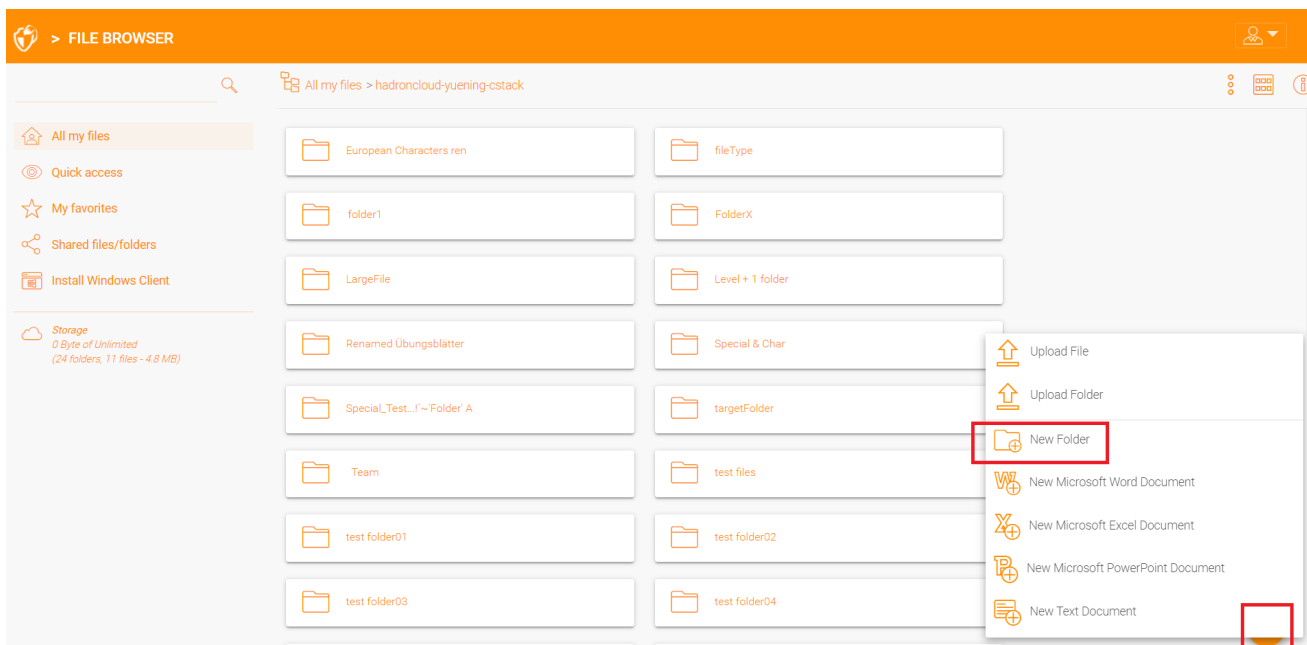 > FILE BROWSER
All my files > hadroncloud-yuening-cstack
All my files
Quick access
My favorites
Shared files/folders
Install Windows Client
Storage
0 Byte of Unlimited
(24 folders, 11 files - 4.8 MB)
European Characters ren
fileType
folder1
FolderX
LargeFile
Level + 1 folder
Renamed Übungsblätter
Special & Char
Special_Test...!`~'Folder' A
targetFolder
Team
test files
test folder01
test folder02
test folder03
test folder04
Upload File
Upload Folder
New Folder
New Microsoft Word Document
New Microsoft Excel Document
New Microsoft PowerPoint Document
New Text Document